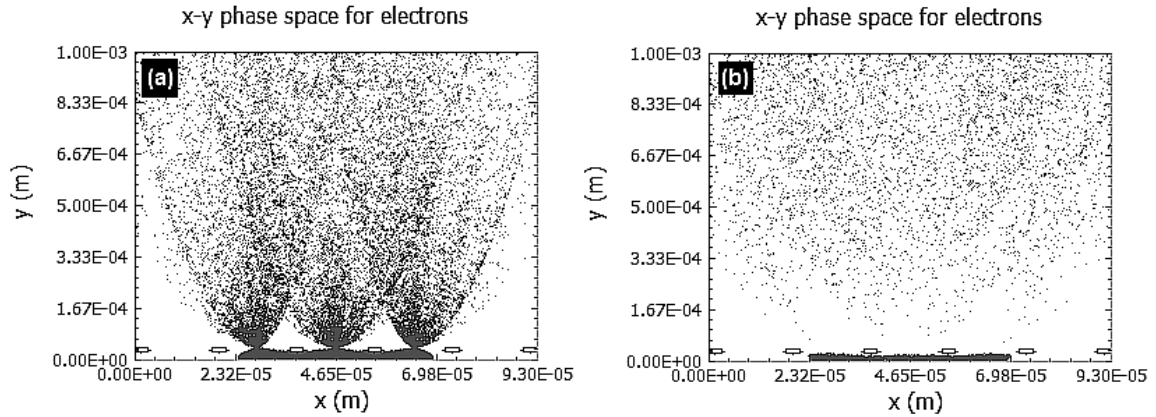 x-y phase space for electrons
(a)
y (m)
1.00E-03
8.33E-04
6.67E-04
5.00E-04
3.33E-04
1.67E-04
0.00E+00
0.00E+00 2.32E-05 4.65E-05 6.98E-05 9.30E-05
x (m)
x-y phase space for electrons
(b)
y (m)
1.00E-03
8.33E-04
6.67E-04
5.00E-04
3.33E-04
1.67E-04
0.00E+00
0.00E+00 2.32E-05 4.65E-05 6.98E-05 9.30E-05
x (m)